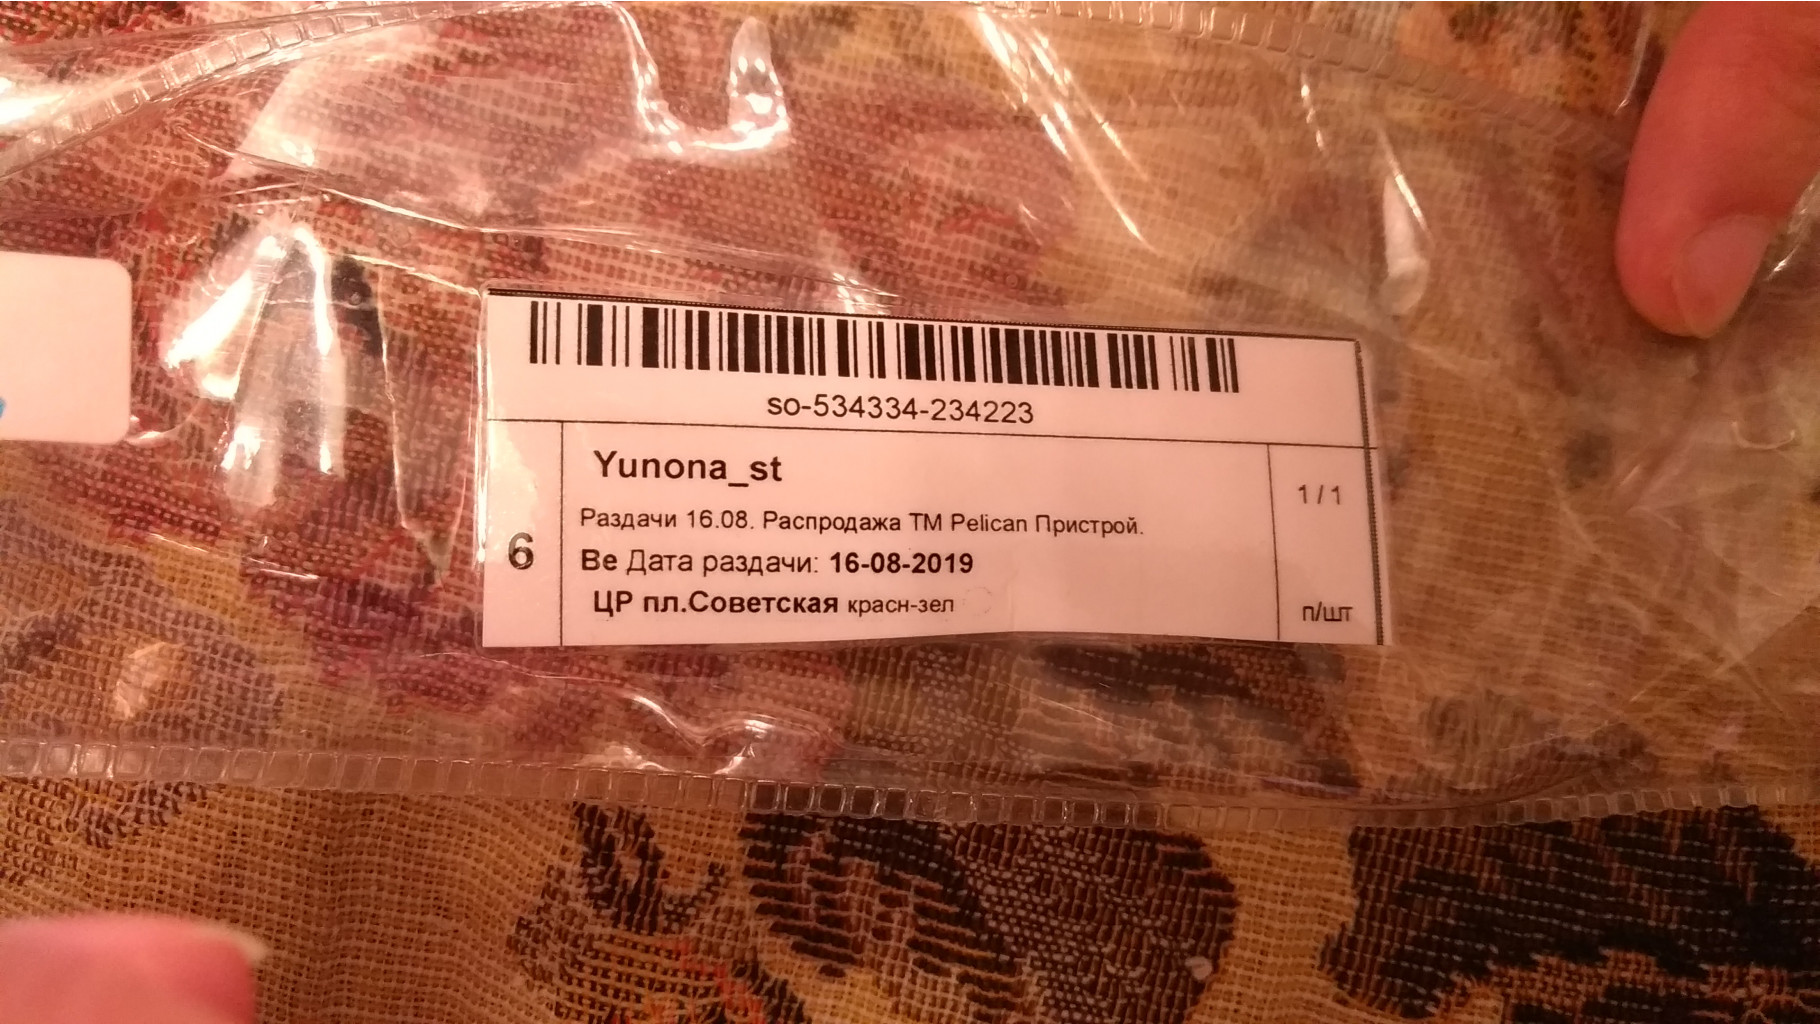 so-534334-234223
Yunona_st
1 / 1
Раздачи 16.08. Распродажа ТМ Pelican Пристрой.
6
Ве Дата раздачи: 16-08-2019
ЦР пл.Советская красн-зел
п/шт